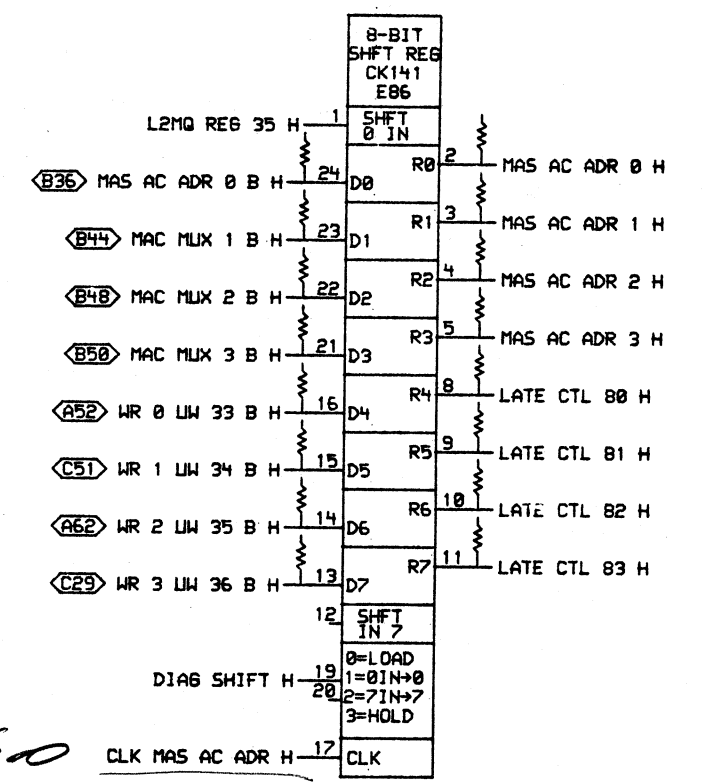 8-BIT
SHFT REG
CK141
E86
L2MQ REG 35 H 1 SHFT
0 IN
R0 2 MAS AC ADR 0 H
B36 MAS AC ADR 0 B H 24 D0
R1 3 MAS AC ADR 1 H
B44 MAC MUX 1 B H 23 D1
R2 4 MAS AC ADR 2 H
B48 MAC MUX 2 B H 22 D2
R3 5 MAS AC ADR 3 H
B50 MAC MUX 3 B H 21 D3
R4 8 LATE CTL 80 H
A52 WR 0 UW 33 B H 16 D4
R5 9 LATE CTL 81 H
C51 WR 1 UW 34 B H 15 D5
R6 10 LATE CTL 82 H
A62 WR 2 UW 35 B H 14 D6
R7 11 LATE CTL 83 H
C29 WR 3 UW 36 B H 13 D7
12 SHFT
IN 7
0=LOAD
DIAG SHIFT H 19 1=0IN→0
20 2=7IN→7
3=HOLD
CLK MAS AC ADR H 17 CLK